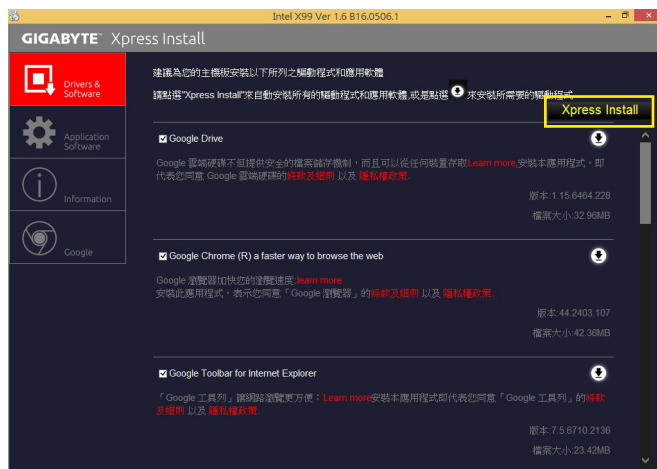 Intel X99 Ver 1.6 B16.0506.1
GIGABYTE™ Xpress Install
Drivers & Software
建議為您的主機板安裝以下所列之驅動程式和應用軟體
請點選"Xpress Install"來自動安裝所有的驅動程式和應用軟體,或是點選 來安裝所需要的驅動程式
Xpress Install
Application Software
Information
Google
Google Drive
Google 雲端硬碟不但提供安全的檔案儲存機制，而且可以從任何裝置存取Learn more,安裝本應用程式，即
代表您同意 Google 雲端硬碟的條款及細則 以及 隱私權政策.
版本:1.15.6464.228
檔案大小:32.96MB
Google Chrome (R) a faster way to browse the web
Google 瀏覽器加快您的瀏覽速度:learn more
安裝此應用程式，表示您同意「Google 瀏覽器」的條款及細則 以及 隱私權政策.
版本:44.2403.107
檔案大小:42.36MB
Google Toolbar for Internet Explorer
「Google 工具列」讓網路瀏覽更方便：Learn more安裝本應用程式即代表您同意「Google 工具列」的條款
及細則 以及 隱私權政策.
版本:7.5.6710.2136
檔案大小:23.42MB